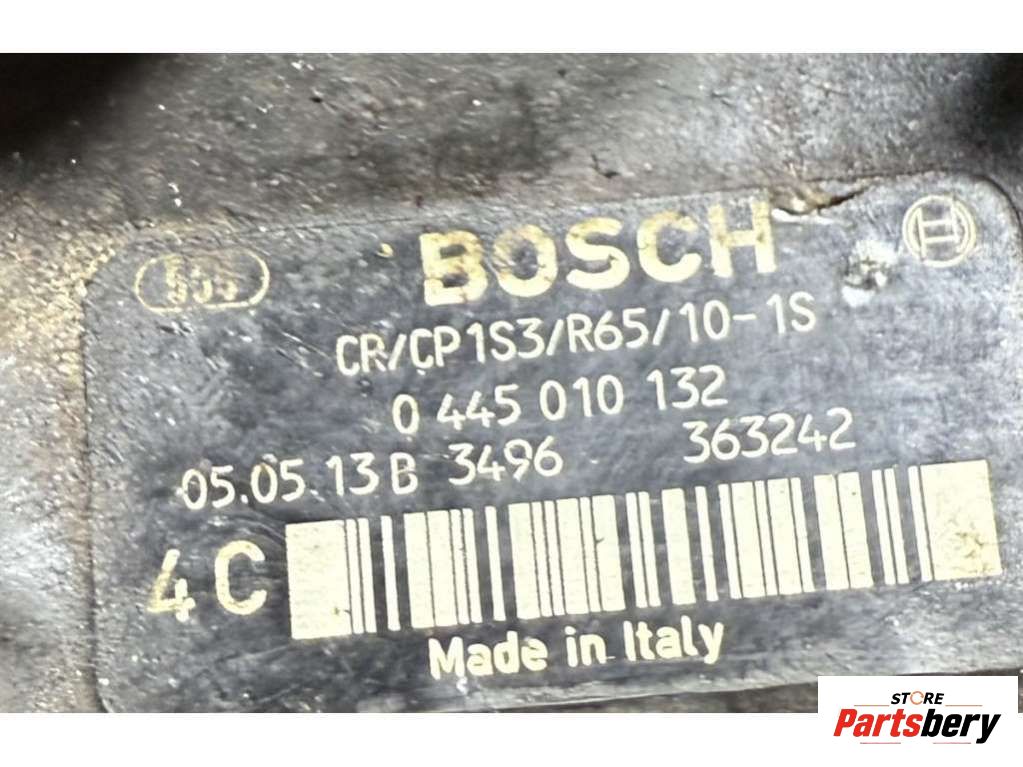 BOSCH
CR/CP1S3/R65/10-1S
0 445 010 132
05.05.13 B 3496 363242
4C
Made in Italy
STORE
Partsbery